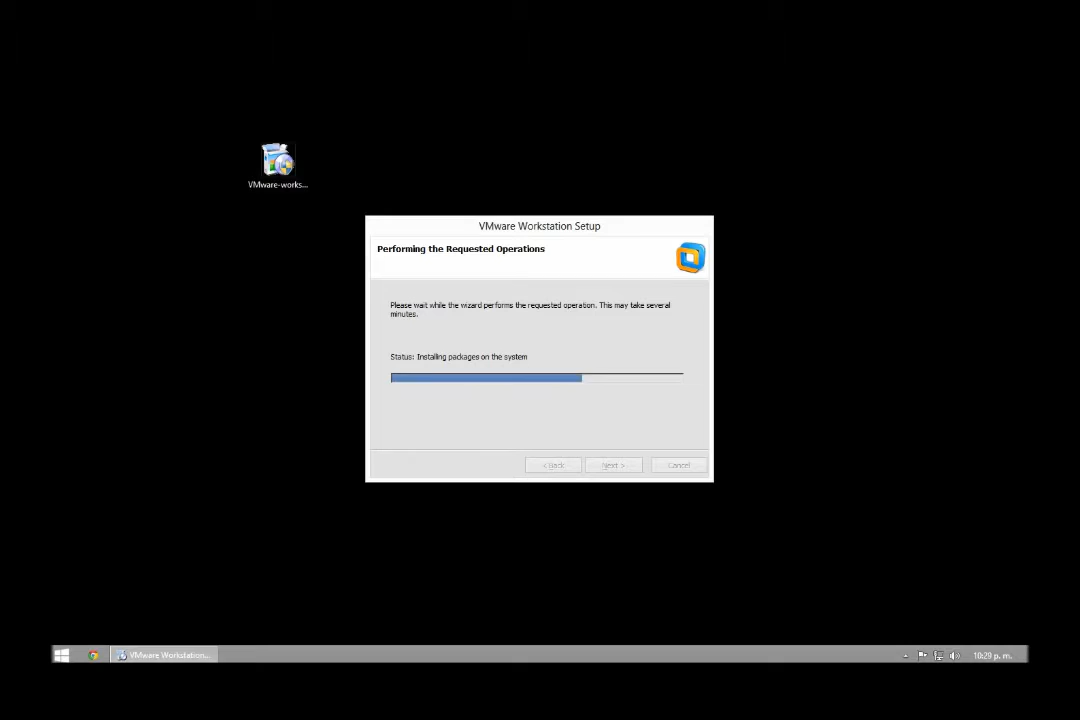 VMware-works...
VMware Workstation Setup
Performing the Requested Operations
Please wait while the wizard performs the requested operation. This may take several
minutes.
Status: Installing packages on the system
< Back
Next >
Cancel
VMware Workstation...
10:29 p. m.